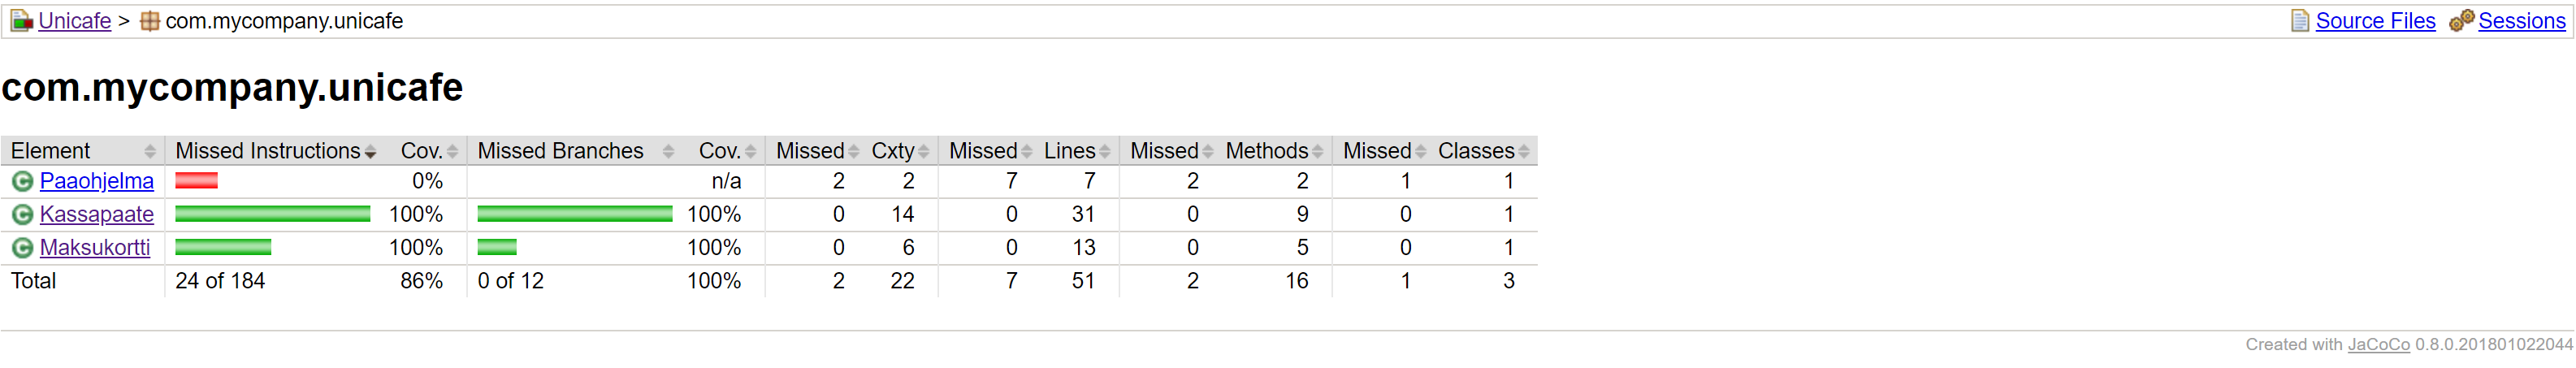 Unicafe > com.mycompany.unicafe Source Files Sessions
com.mycompany.unicafe
Element Missed Instructions Cov. Missed Branches Cov. Missed Cxty Missed Lines Missed Methods Missed Classes
Paaohjelma 0% n/a 2 2 7 7 2 2 1 1
Kassapaate 100% 100% 0 14 0 31 0 9 0 1
Maksukortti 100% 100% 0 6 0 13 0 5 0 1
Total 24 of 184 86% 0 of 12 100% 2 22 7 51 2 16 1 3
Created with JaCoCo 0.8.0.201801022044